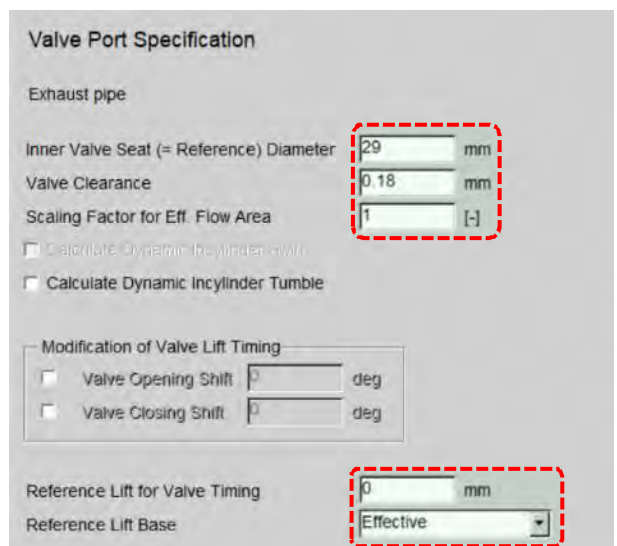 Valve Port Specification
Exhaust pipe
Inner Valve Seat (= Reference) Diameter 29 mm
Valve Clearance 0.18 mm
Scaling Factor for Eff. Flow Area 1 [-]
Calculate Dynamic Incylinder Swirl
Calculate Dynamic Incylinder Tumble
Modification of Valve Lift Timing
Valve Opening Shift 0 deg
Valve Closing Shift 0 deg
Reference Lift for Valve Timing 0 mm
Reference Lift Base Effective